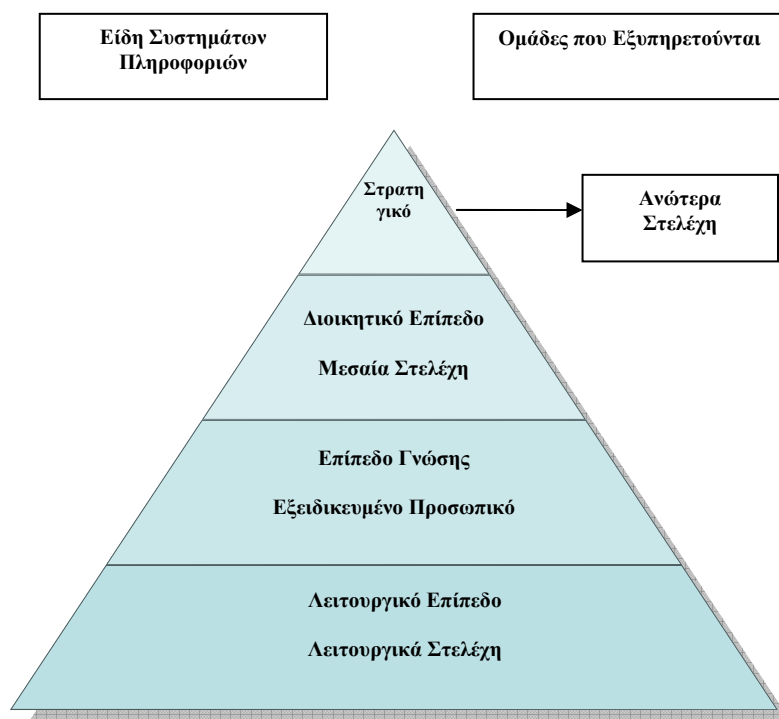 Είδη Συστημάτων
Πληροφοριών
Ομάδες που Εξυπηρετούνται
Στρατη
γικό
Ανώτερα
Στελέχη
Διοικητικό Επίπεδο
Μεσαία Στελέχη
Επίπεδο Γνώσης
Εξειδικευμένο Προσωπικό
Λειτουργικό Επίπεδο
Λειτουργικά Στελέχη